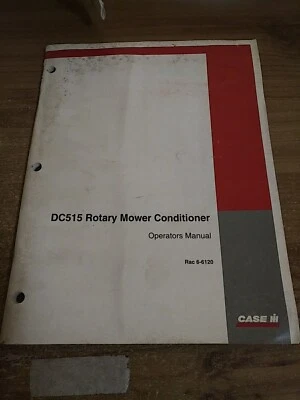 DC515 Rotary Mower Conditioner
Operators Manual
Rac 6-6120
CASE IH